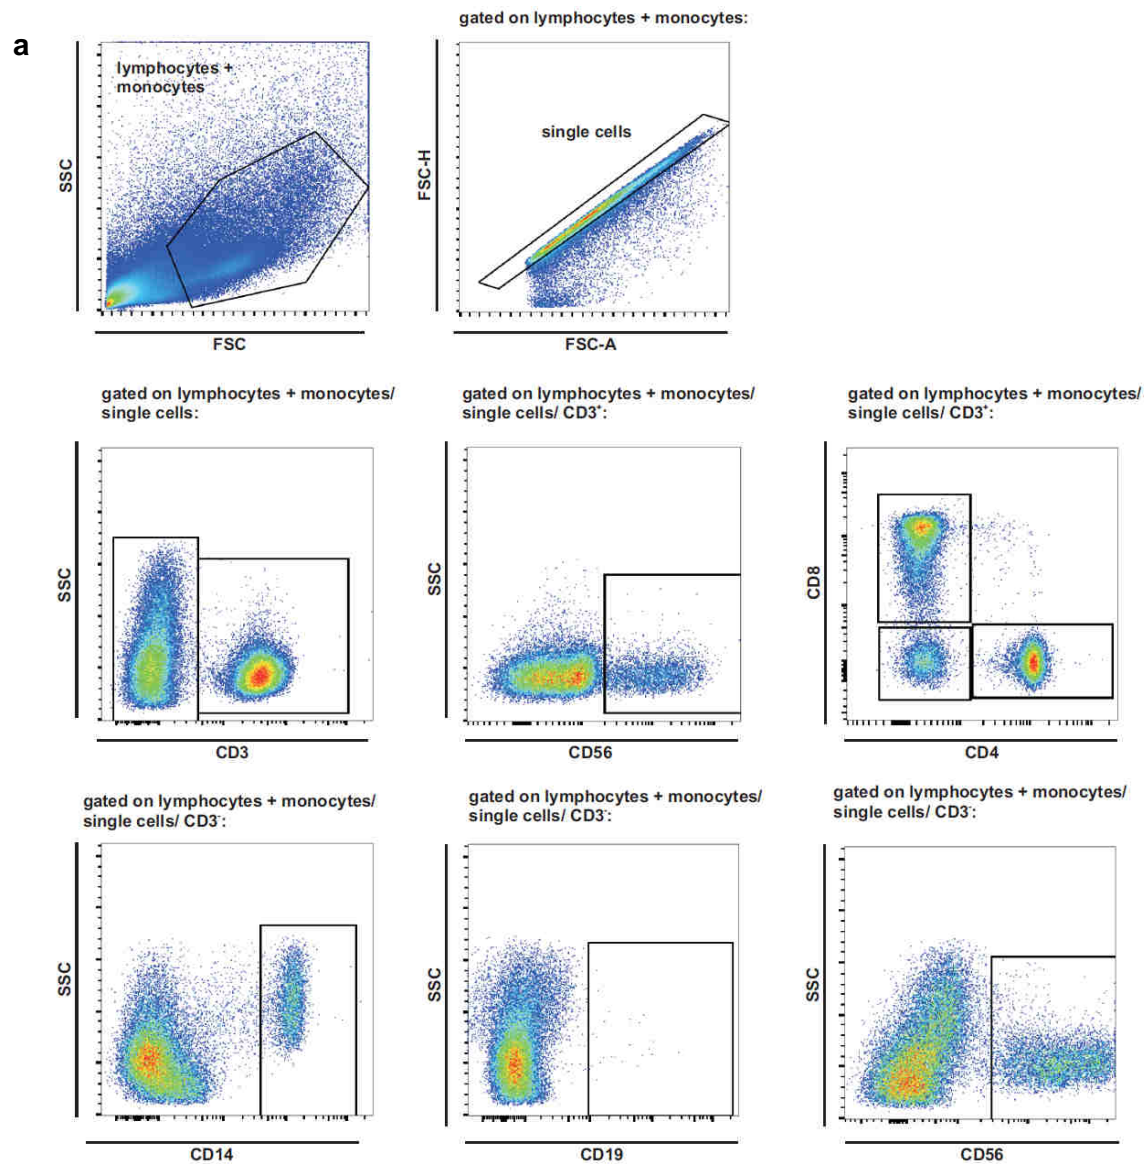 a
lymphocytes +
monocytes
SSC
FSC
gated on lymphocytes + monocytes:
single cells
FSC-H
FSC-A
gated on lymphocytes + monocytes/
single cells:
SSC
CD3
gated on lymphocytes + monocytes/
single cells/ CD3⁺:
SSC
CD56
gated on lymphocytes + monocytes/
single cells/ CD3⁺:
CD8
CD4
gated on lymphocytes + monocytes/
single cells/ CD3⁻:
SSC
CD14
gated on lymphocytes + monocytes/
single cells/ CD3⁻:
SSC
CD19
gated on lymphocytes + monocytes/
single cells/ CD3⁻:
SSC
CD56